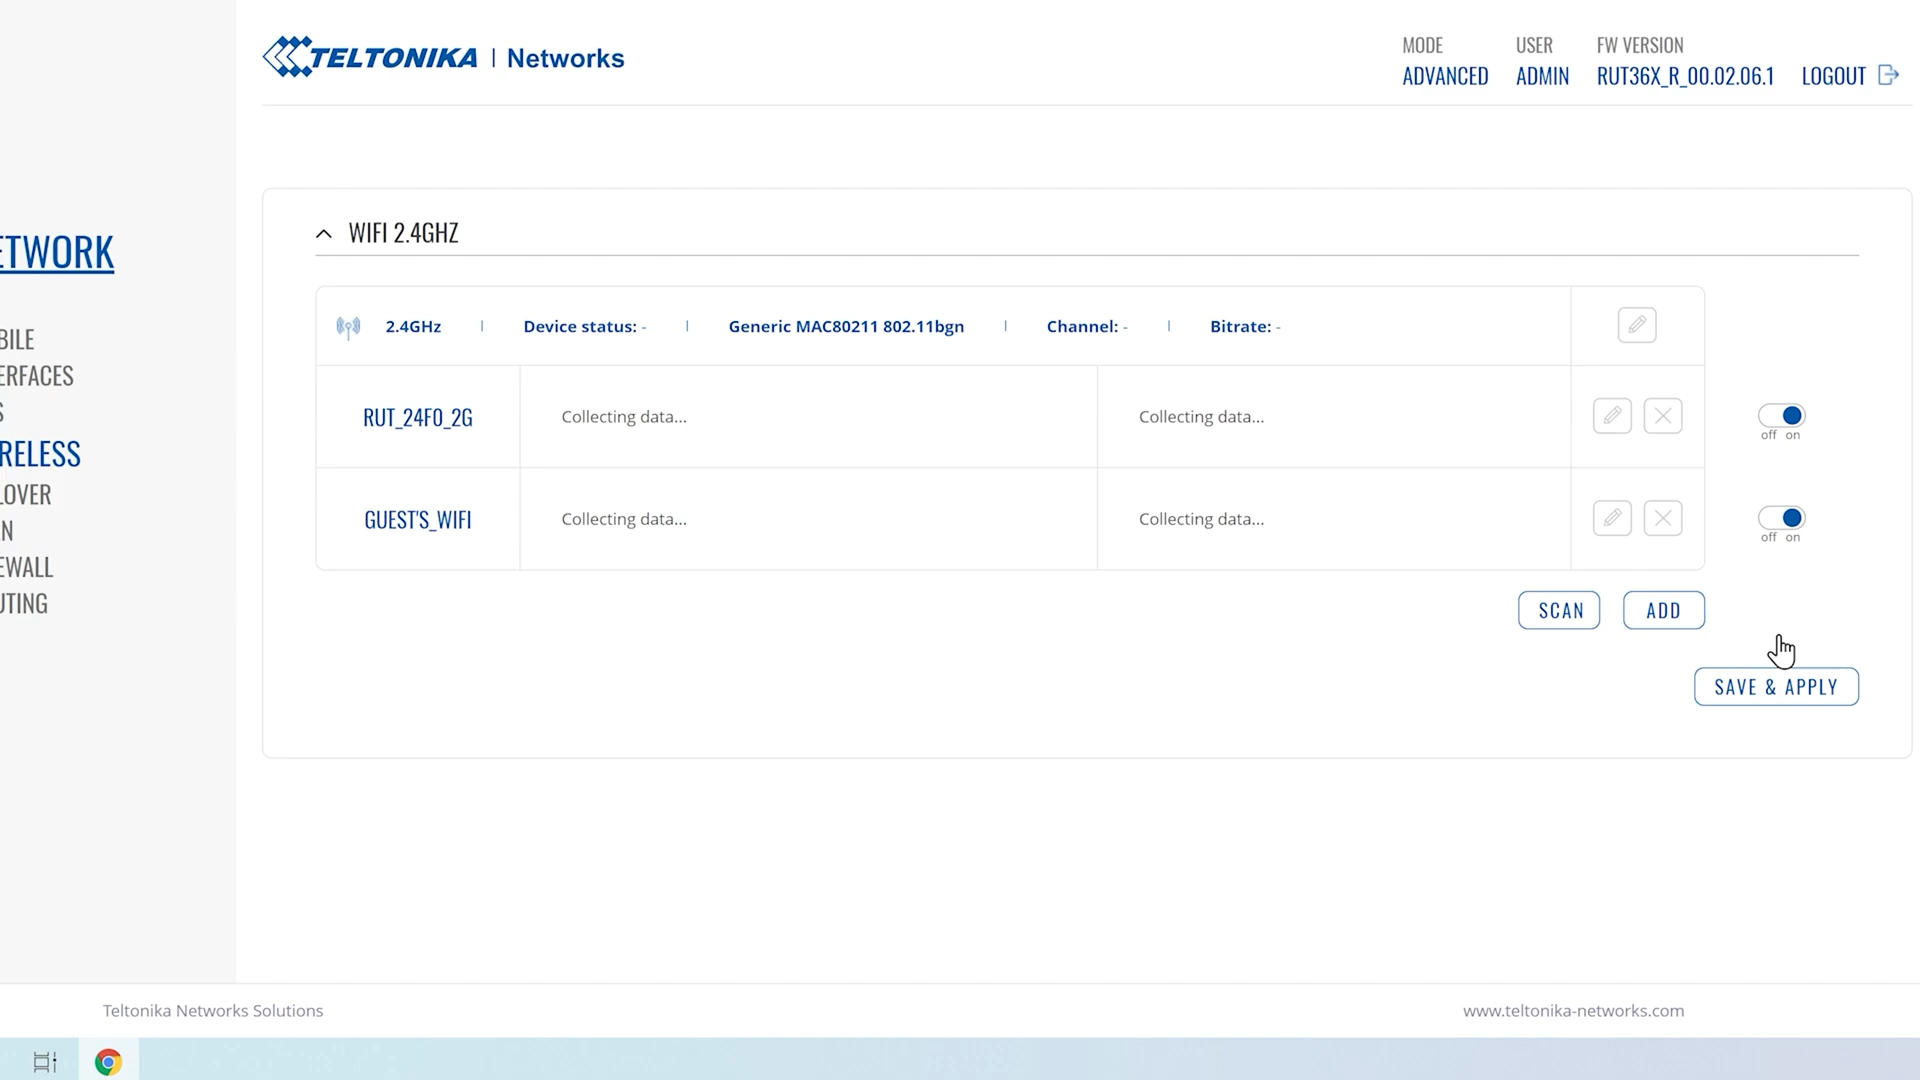 TELTONIKA | Networks
MODE
ADVANCED
USER
ADMIN
FW VERSION
RUT36X_R_00.02.06.1
LOGOUT
ETWORK
BILE
ERFACES
S
RELESS
LOVER
N
EWALL
UTING
WIFI 2.4GHZ
2.4GHz | Device status: - | Generic MAC80211 802.11bgn | Channel: - | Bitrate: -
RUT_24F0_2G Collecting data... Collecting data...
off on
GUEST'S_WIFI Collecting data... Collecting data...
off on
SCAN ADD
SAVE & APPLY
Teltonika Networks Solutions www.teltonika-networks.com